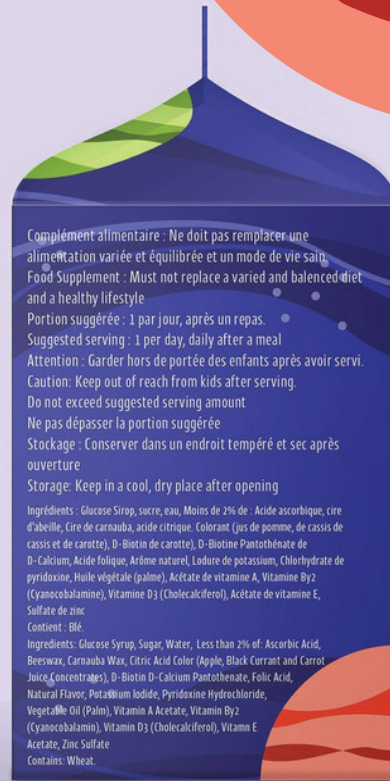 Complément alimentaire : Ne doit pas remplacer une
alimentation variée et équilibrée et un mode de vie sain.
Food Supplement : Must not replace a varied and balenced diet
and a healthy lifestyle
Portion suggérée : 1 par jour, après un repas.
Suggested serving : 1 per day, daily after a meal
Attention : Garder hors de portée des enfants après avoir servi.
Caution: Keep out of reach from kids after serving.
Do not exceed suggested serving amount
Ne pas dépasser la portion suggérée
Stockage : Conserver dans un endroit tempéré et sec après
ouverture
Storage: Keep in a cool, dry place after opening
Ingrédients : Glucose Sirop, sucre, eau, Moins de 2% de : Acide ascorbique, cire
d'abeille, Cire de carnauba, acide citrique. Colorant (jus de pomme, de cassis de
cassis et de carotte), D-Biotin de carotte), D-Biotine Pantothénate de
D-Calcium, Acide folique, Arôme naturel, Lodure de potassium, Chlorhydrate de
pyridoxine, Huile végétale (palme), Acétate de vitamine A, Vitamine By2
(Cyanocobalamine), Vitamine D3 (Cholecalciferol), Acétate de vitamine E,
Sulfate de zinc
Contient : Blé.
Ingredients: Glucose Syrup, Sugar, Water, Less than 2% of: Ascorbic Acid,
Beeswax, Carnauba Wax, Citric Acid Color (Apple, Black Currant and Carrot
Juice Concentrates), D-Biotin D-Calcium Pantothenate, Folic Acid,
Natural Flavor, Potassium Iodide, Pyridoxine Hydrochloride,
Vegetable Oil (Palm), Vitamin A Acetate, Vitamin By2
(Cyanocobalamin), Vitamin D3 (Cholecalciferol), Vitamn E
Acetate, Zinc Sulfate
Contains: Wheat.